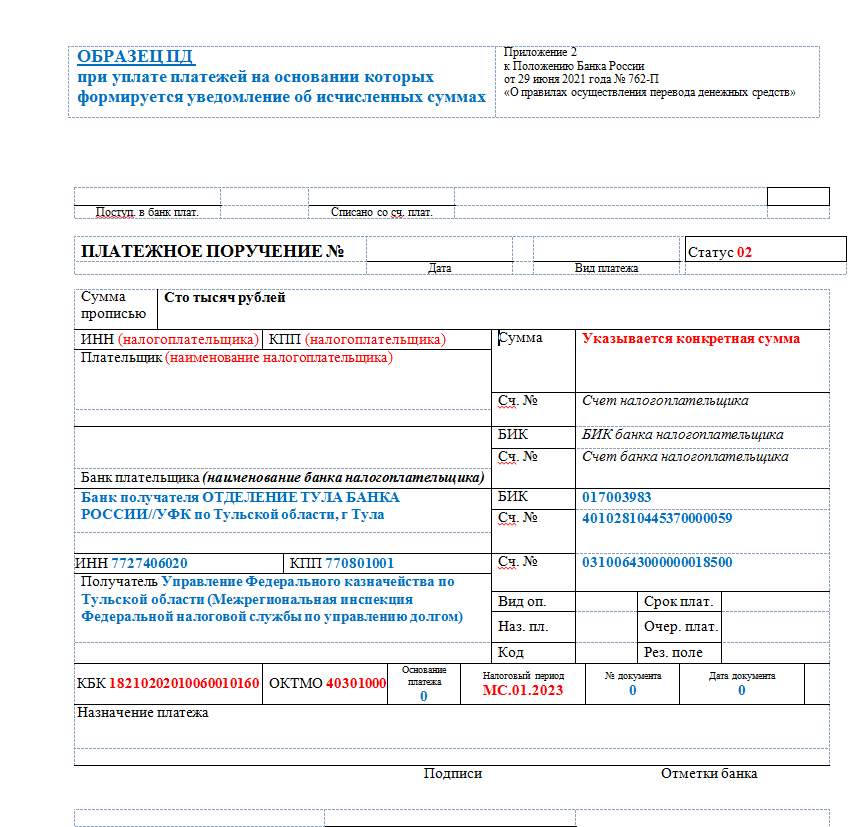 ОБРАЗЕЦ ПД
при уплате платежей на основании которых
формируется уведомление об исчисленных суммах
Приложение 2
к Положению Банка России
от 29 июня 2021 года № 762-П
«О правилах осуществления перевода денежных средств»
Поступ. в банк плат.
Списано со сч. плат.
ПЛАТЕЖНОЕ ПОРУЧЕНИЕ №
Статус 02
Дата
Вид платежа
Сумма
прописью
Сто тысяч рублей
ИНН (налогоплательщика)
КПП (налогоплательщика)
Сумма
Указывается конкретная сумма
Плательщик (наименование налогоплательщика)
Сч. №
Счет налогоплательщика
БИК
БИК банка налогоплательщика
Сч. №
Счет банка налогоплательщика
Банк плательщика (наименование банка налогоплательщика)
Банк получателя ОТДЕЛЕНИЕ ТУЛА БАНКА
РОССИИ//УФК по Тульской области, г Тула
БИК
017003983
Сч. №
40102810445370000059
ИНН 7727406020
КПП 770801001
Сч. №
03100643000000018500
Получатель Управление Федерального казначейства по
Тульской области (Межрегиональная инспекция
Федеральной налоговой службы по управлению долгом)
Вид оп.
Срок плат.
Наз. пл.
Очер. плат.
Код
Рез. поле
КБК 18210202010060010160
ОКТМО 40301000
Основание
платежа
0
Налоговый период
МС.01.2023
№ документа
0
Дата документа
0
Назначение платежа
Подписи
Отметки банка